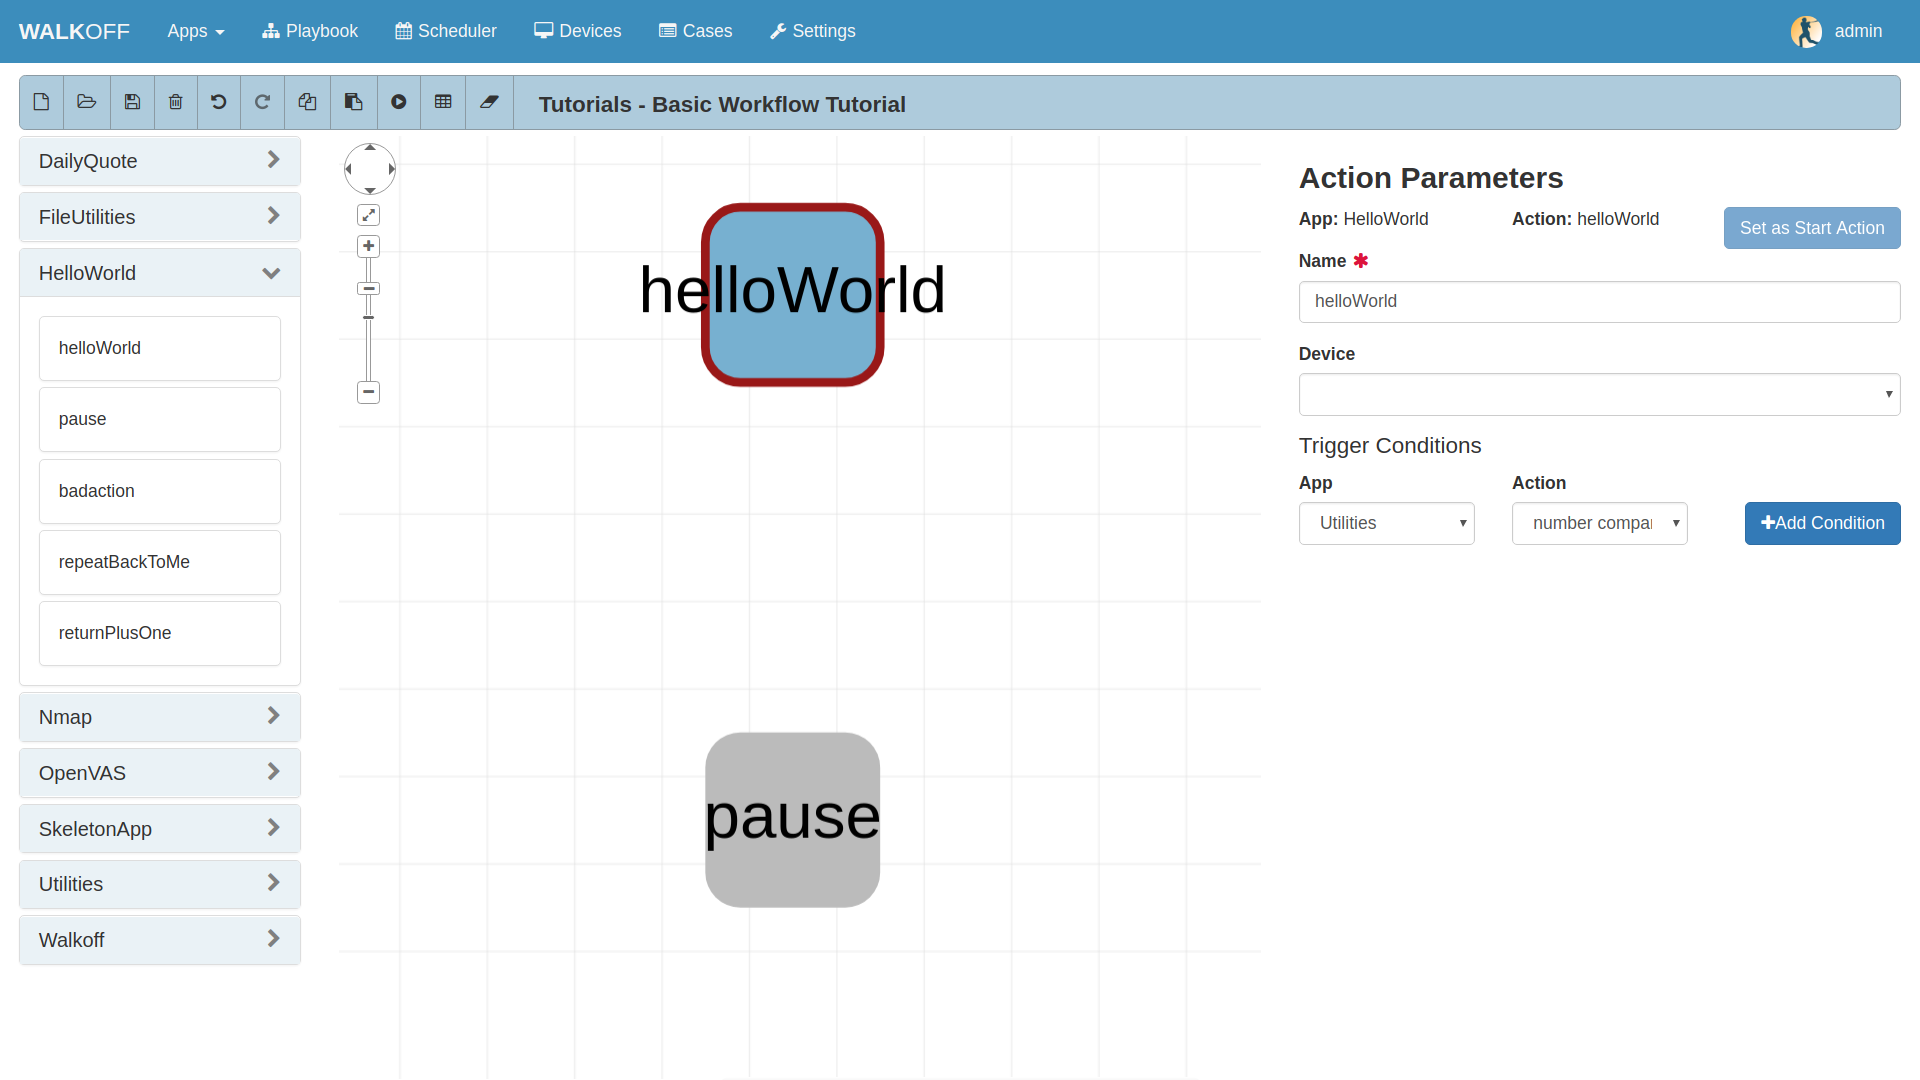 WALKOFF Apps Playbook Scheduler Devices Cases Settings admin
Tutorials - Basic Workflow Tutorial
DailyQuote
FileUtilities
HelloWorld
helloWorld
pause
badaction
repeatBackToMe
returnPlusOne
Nmap
OpenVAS
SkeletonApp
Utilities
Walkoff
helloWorld
pause
Action Parameters
App: HelloWorld Action: helloWorld Set as Start Action
Name ✱
helloWorld
Device
Trigger Conditions
App Action
Utilities number compar Add Condition